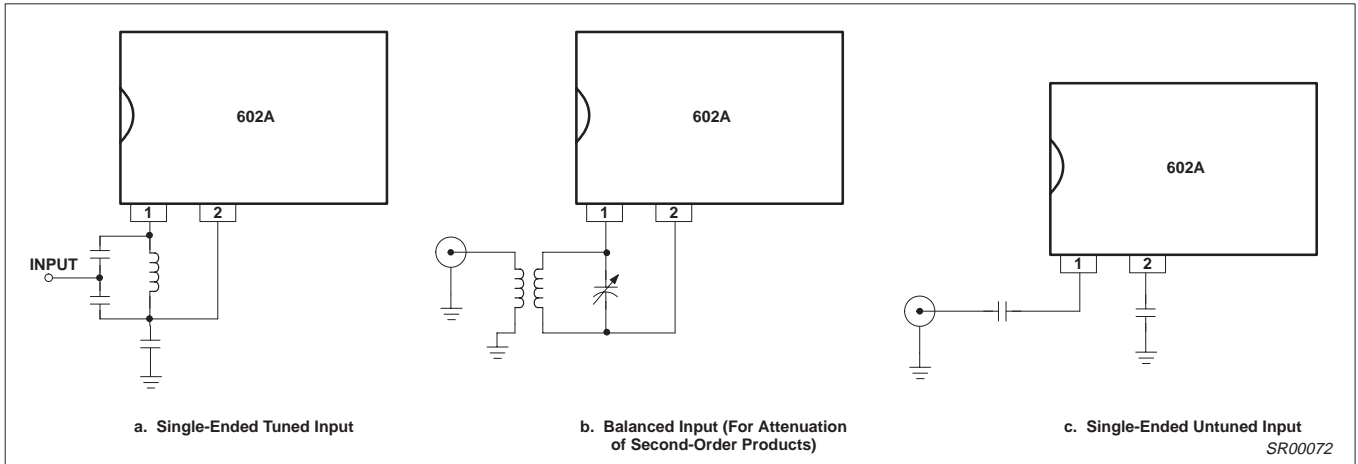 602A
1 2
INPUT
a. Single-Ended Tuned Input
602A
1 2
b. Balanced Input (For Attenuation
of Second-Order Products)
602A
1 2
c. Single-Ended Untuned Input
SR00072